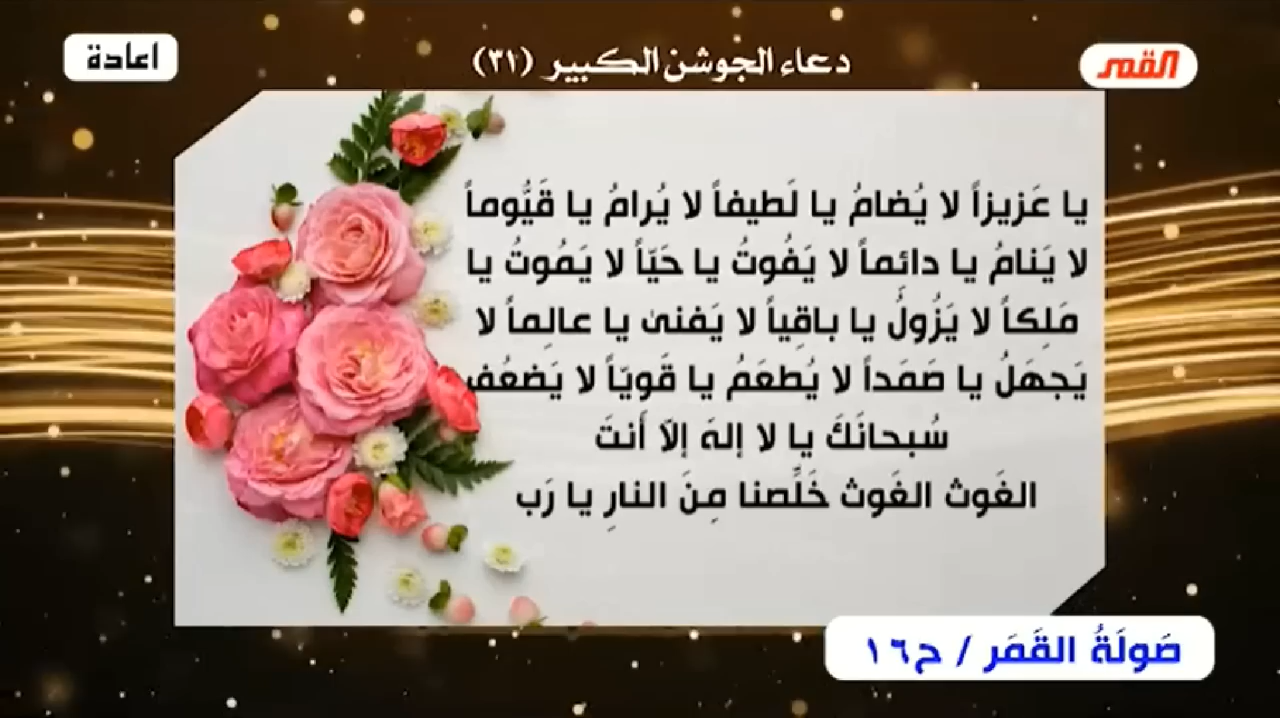 اعادة
دعاء الجوشن الكبير (٣١)
القمر
يا عَزيزاً لا يُضامُ يا لَطيفاً لا يُرامُ يا قَيُّوماً
لا يَنامُ يا دائماً لا يَفُوتُ يا حَيّاً لا يَمُوتُ يا
مَلِكاً لا يَزُولُ يا باقِياً لا يَفنى يا عالِماً لا
يَجهَلُ يا صَمَداً لا يُطعَمُ يا قَويّاً لا يَضعُف
سُبحانَكَ يا لا إلهَ إلاّ أَنتَ
الغَوث الغَوث خَلِّصنا مِنَ النارِ يا رَب
صَولَةُ القَمَر / ح١٦